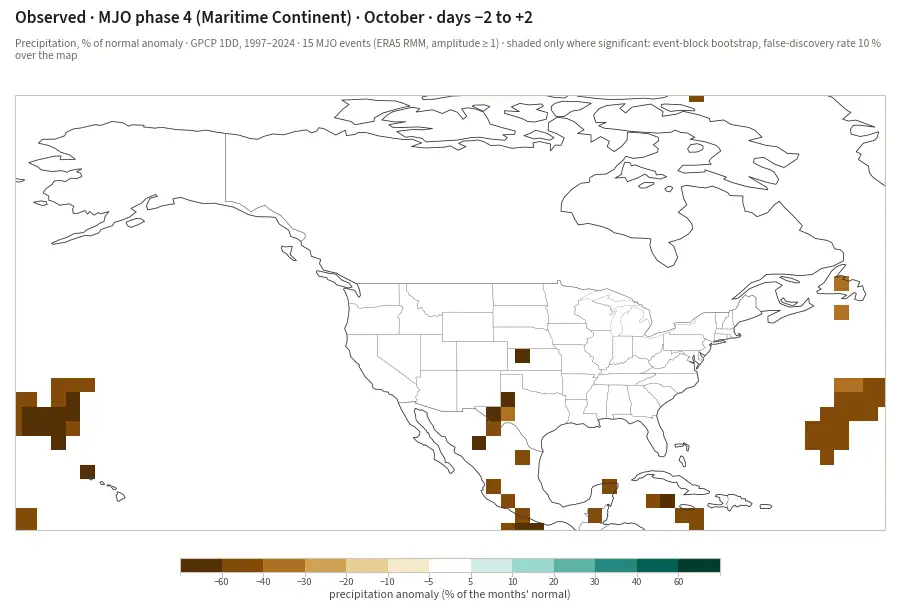 Observed · MJO phase 4 (Maritime Continent) · October · days −2 to +2
Precipitation, % of normal anomaly · GPCP 1DD, 1997–2024 · 15 MJO events (ERA5 RMM, amplitude ≥ 1) · shaded only where significant: event-block bootstrap, false-discovery rate 10 %
over the map
−60 −40 −30 −20 −10 −5 5 10 20 30 40 60
precipitation anomaly (% of the months' normal)